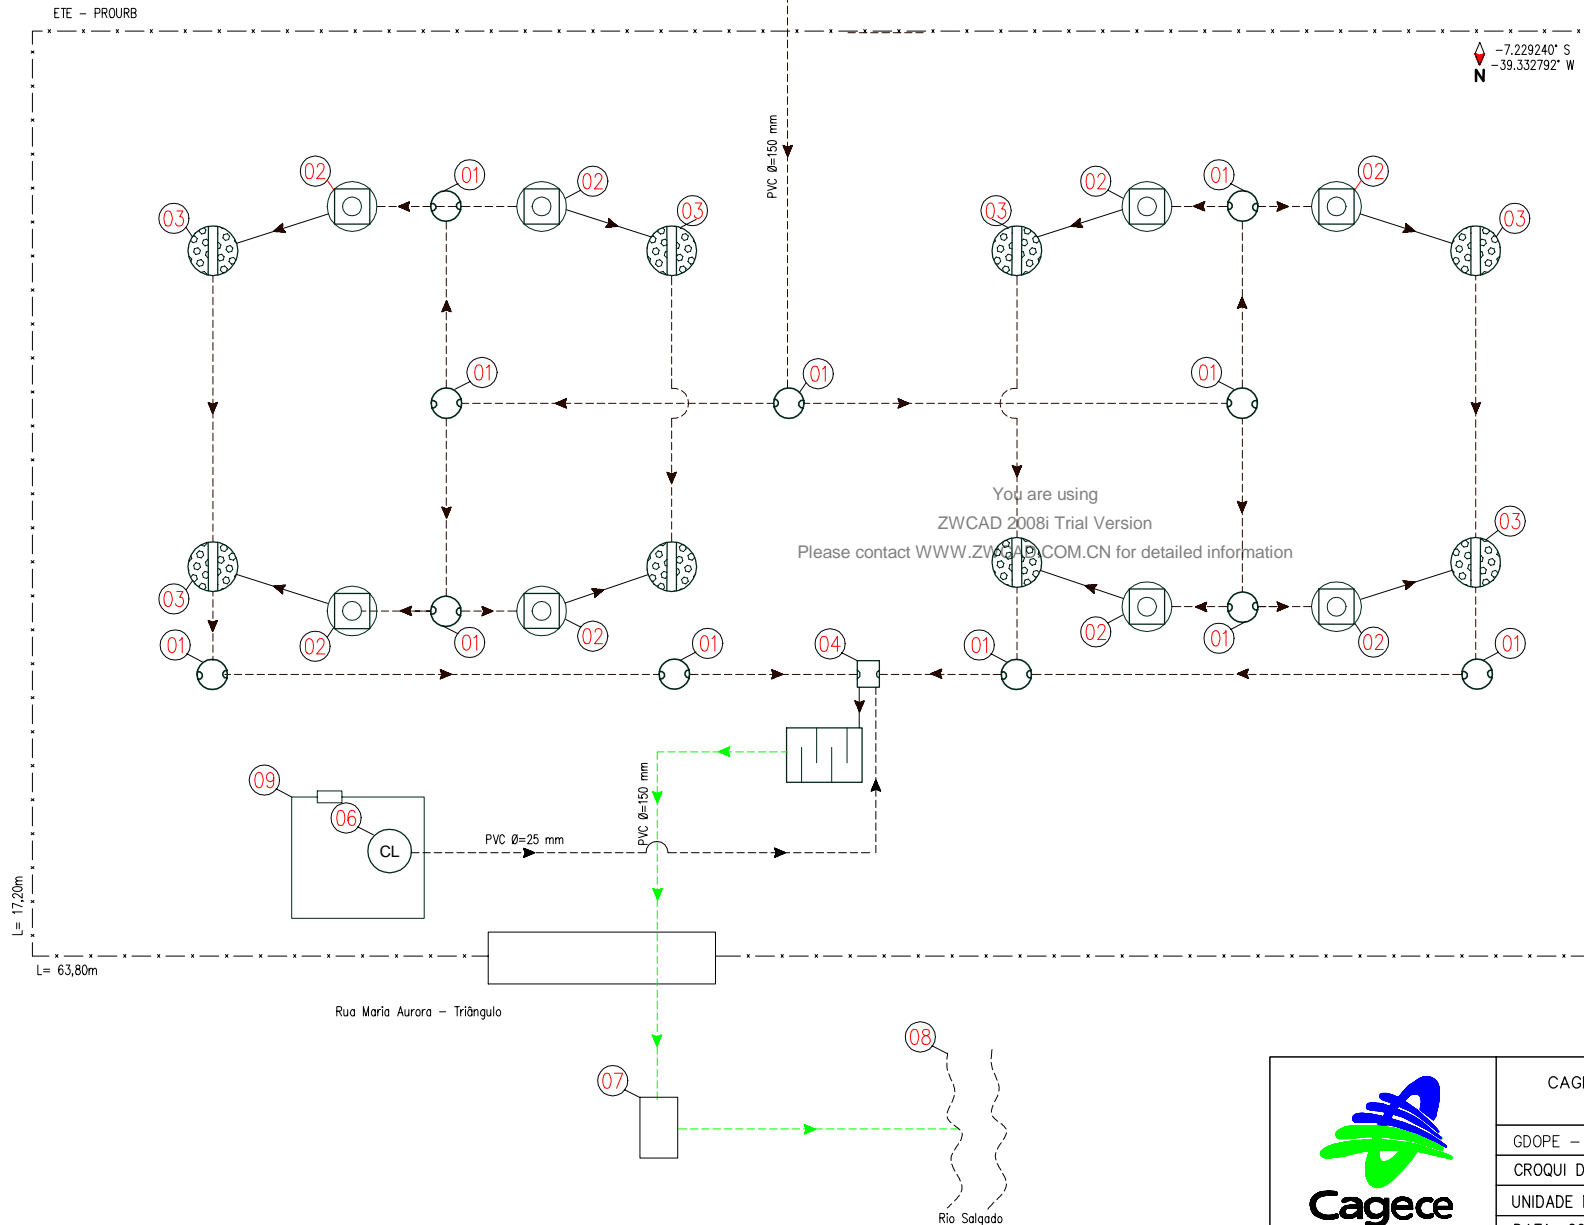 ETE - PROURB
-7.229240° S
-39.332792° W
N
PVC Ø=150 mm
02
01
02
02
01
02
03
03
03
03
01
01
01
You are using
ZWCAD 2008i Trial Version
Please contact WWW.ZWCAD.COM.CN for detailed information
03
03
02
01
02
02
01
02
01
01
04
01
01
09
06
CL
PVC Ø=25 mm
PVC Ø=150 mm
L= 17,20m
L= 63,80m
Rua Maria Aurora - Triângulo
08
07
Rio Salgado
Cagece
GDOPE -
CROQUI D
UNIDADE